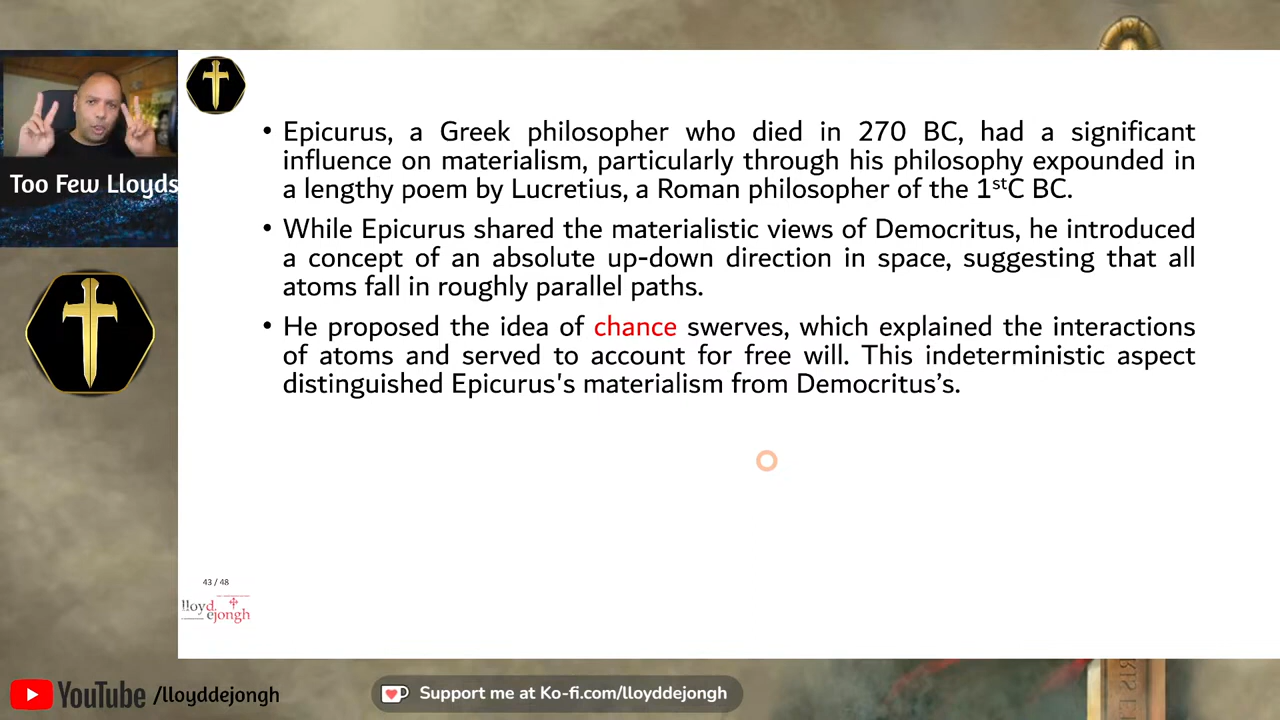 Too Few Lloyds
• Epicurus, a Greek philosopher who died in 270 BC, had a significant
influence on materialism, particularly through his philosophy expounded in
a lengthy poem by Lucretius, a Roman philosopher of the 1stC BC.
• While Epicurus shared the materialistic views of Democritus, he introduced
a concept of an absolute up-down direction in space, suggesting that all
atoms fall in roughly parallel paths.
• He proposed the idea of chance swerves, which explained the interactions
of atoms and served to account for free will. This indeterministic aspect
distinguished Epicurus's materialism from Democritus’s.
43 / 48
lloyd
ejongh
YouTube /lloyddejongh
Support me at Ko-fi.com/lloyddejongh